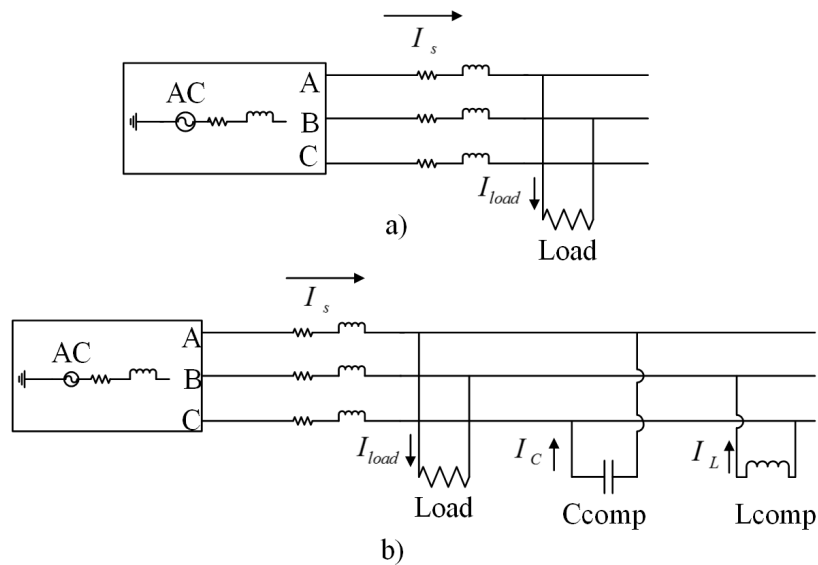 I s
AC
A
B
C
I load
Load
a)
I s
AC
A
B
C
I load
I C
I L
Load
Ccomp
Lcomp
b)